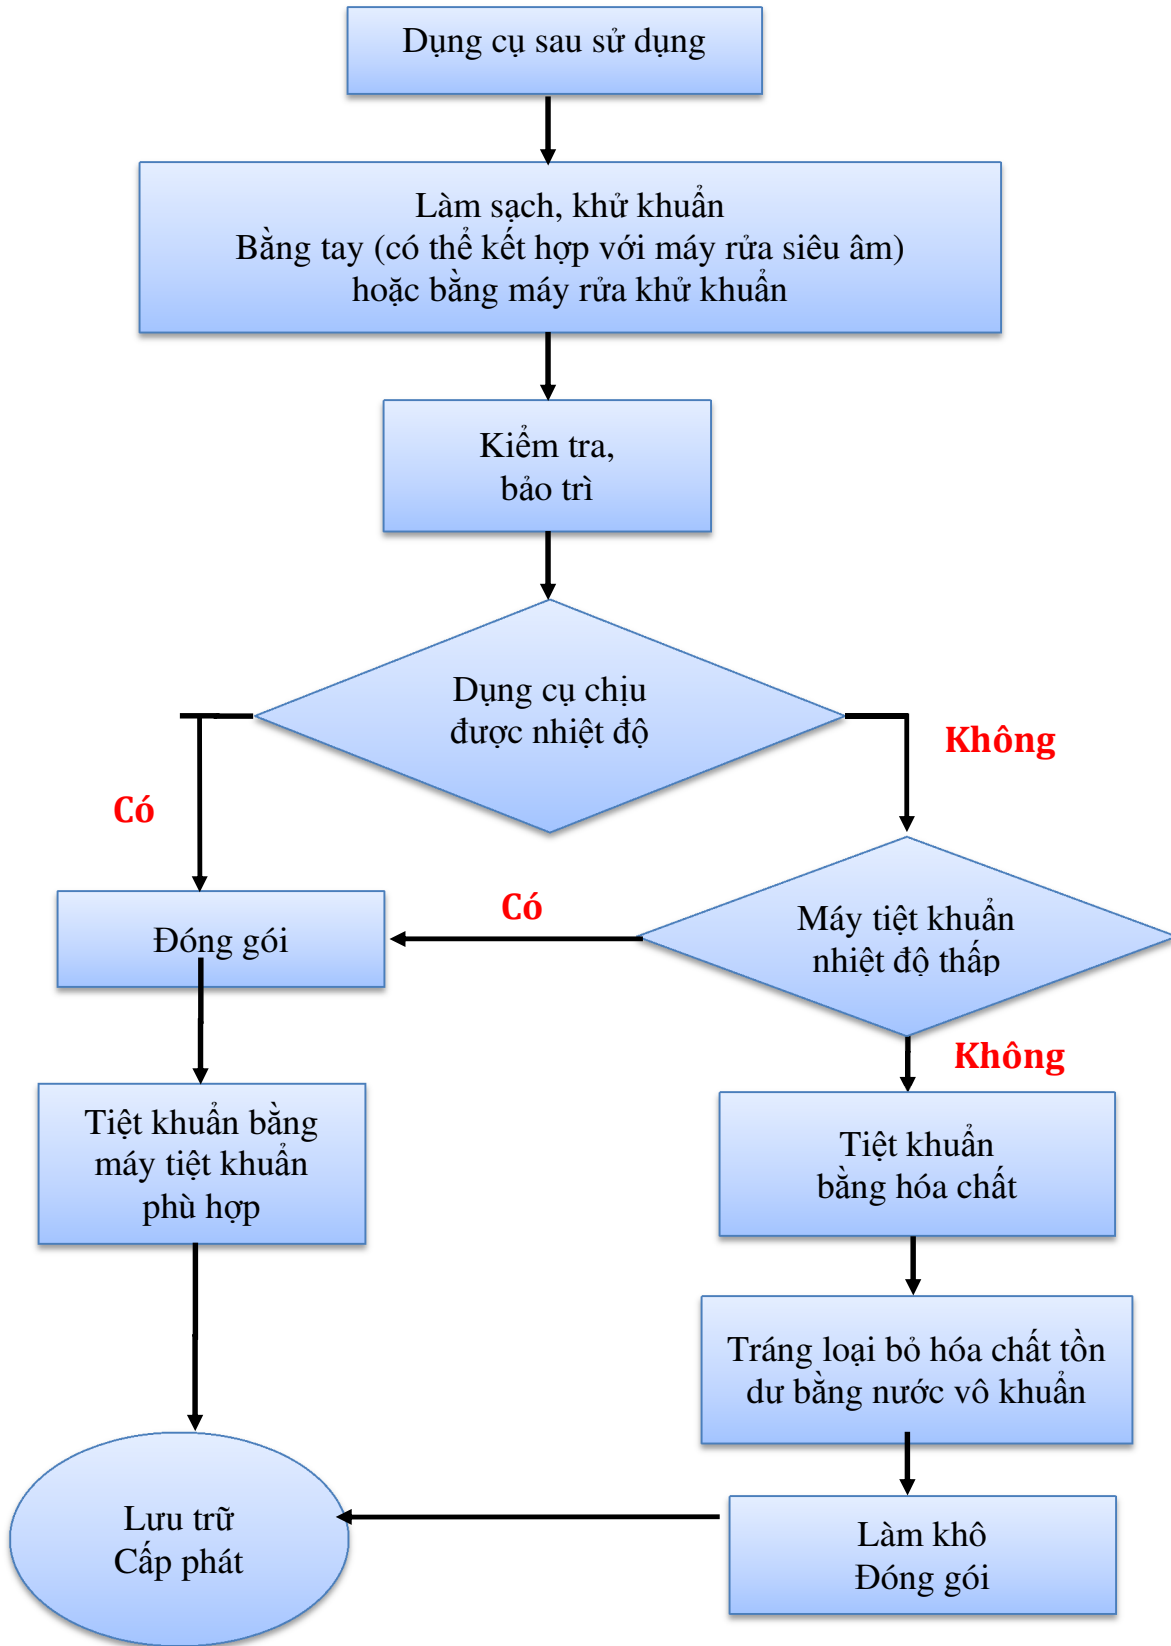 Dụng cụ sau sử dụng
Làm sạch, khử khuẩn
Bằng tay (có thể kết hợp với máy rửa siêu âm)
hoặc bằng máy rửa khử khuẩn
Kiểm tra,
bảo trì
Dụng cụ chịu
được nhiệt độ
Không
Có
Có
Đóng gói
Máy tiệt khuẩn
nhiệt độ thấp
Không
Tiệt khuẩn bằng
máy tiệt khuẩn
phù hợp
Tiệt khuẩn
bằng hóa chất
Tráng loại bỏ hóa chất tồn
dư bằng nước vô khuẩn
Lưu trữ
Cấp phát
Làm khô
Đóng gói